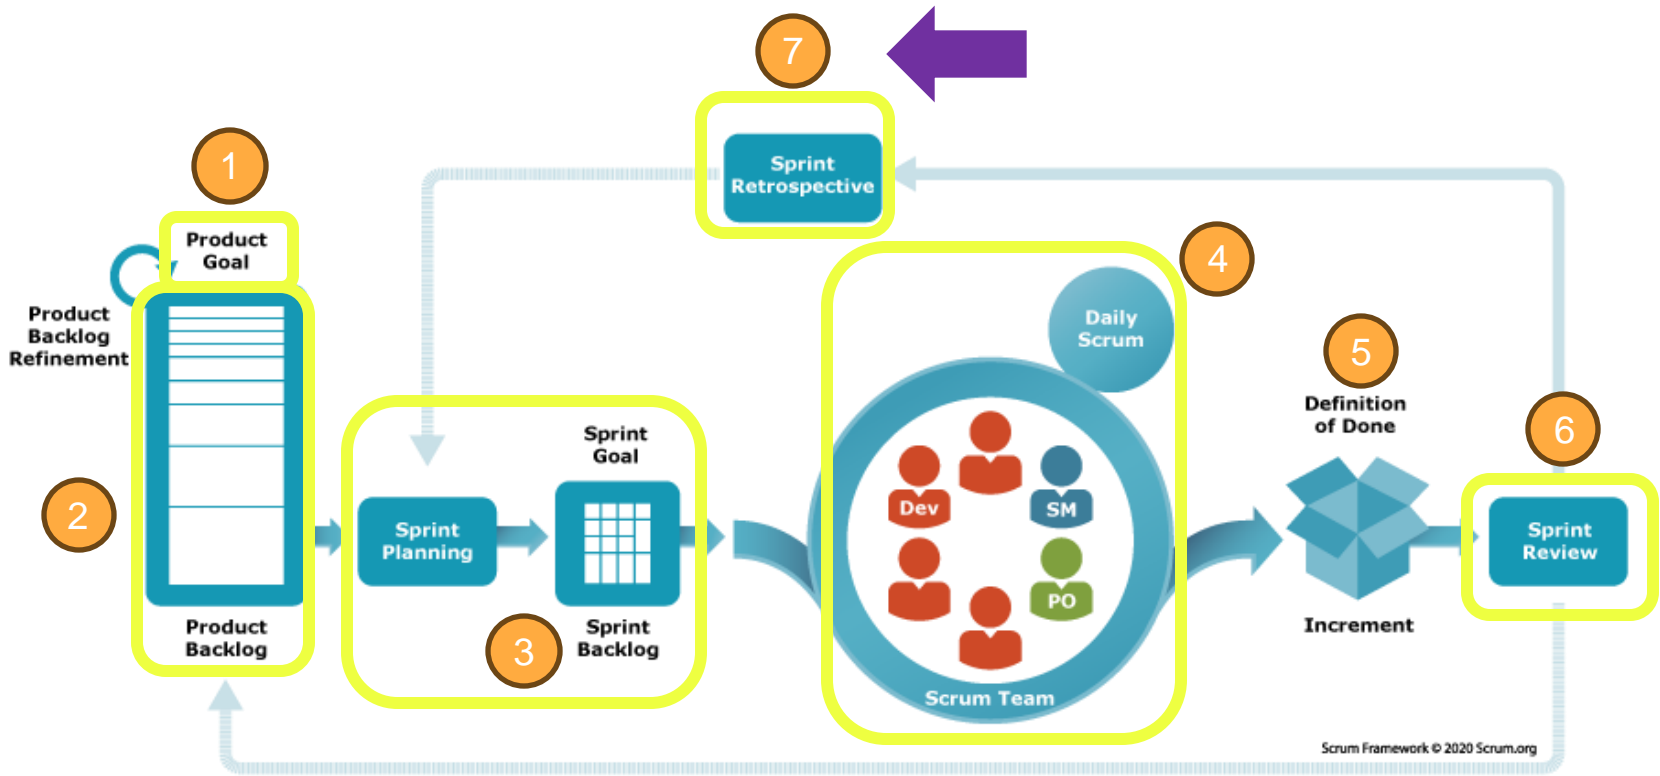 7
Sprint
Retrospective
1
Product
Goal
Product
Backlog
Refinement
2
Product
Backlog
Sprint
Planning
Sprint
Goal
3
Sprint
Backlog
4
Daily
Scrum
Dev
SM
PO
Scrum Team
5
Definition
of Done
Increment
6
Sprint
Review
Scrum Framework © 2020 Scrum.org